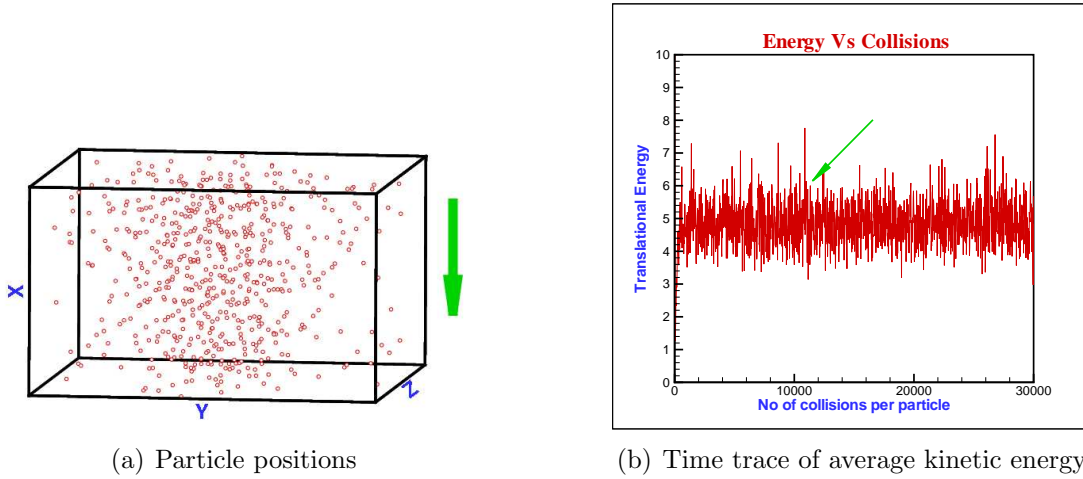 X
Y
Z
(a) Particle positions
Energy Vs Collisions
Translational Energy
10
9
8
7
6
5
4
3
2
1
0
10000 20000 30000
No of collisions per particle
(b) Time trace of average kinetic energy